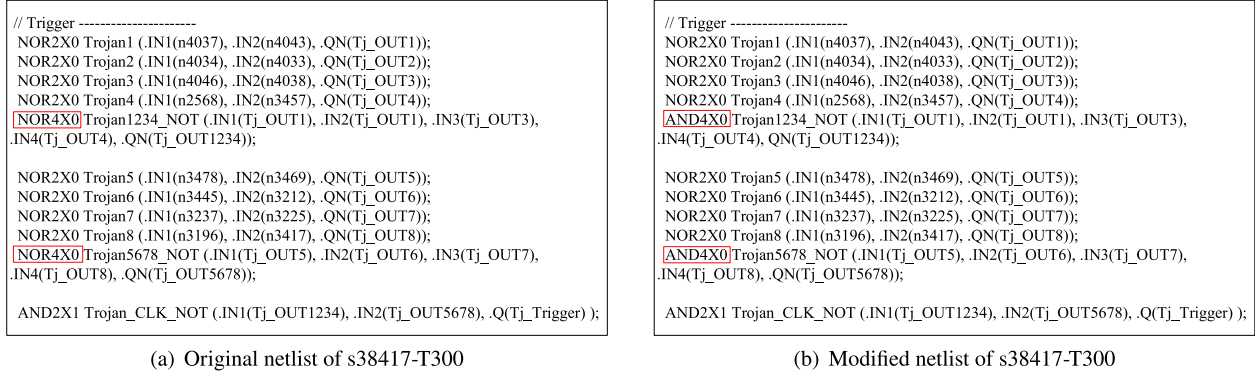 // Trigger ----------------------
NOR2X0 Trojan1 (.IN1(n4037), .IN2(n4043), .QN(Tj_OUT1));
NOR2X0 Trojan2 (.IN1(n4034), .IN2(n4033), .QN(Tj_OUT2));
NOR2X0 Trojan3 (.IN1(n4046), .IN2(n4038), .QN(Tj_OUT3));
NOR2X0 Trojan4 (.IN1(n2568), .IN2(n3457), .QN(Tj_OUT4));
NOR4X0 Trojan1234_NOT (.IN1(Tj_OUT1), .IN2(Tj_OUT1), .IN3(Tj_OUT3),
.IN4(Tj_OUT4), .QN(Tj_OUT1234));
NOR2X0 Trojan5 (.IN1(n3478), .IN2(n3469), .QN(Tj_OUT5));
NOR2X0 Trojan6 (.IN1(n3445), .IN2(n3212), .QN(Tj_OUT6));
NOR2X0 Trojan7 (.IN1(n3237), .IN2(n3225), .QN(Tj_OUT7));
NOR2X0 Trojan8 (.IN1(n3196), .IN2(n3417), .QN(Tj_OUT8));
NOR4X0 Trojan5678_NOT (.IN1(Tj_OUT5), .IN2(Tj_OUT6), .IN3(Tj_OUT7),
.IN4(Tj_OUT8), .QN(Tj_OUT5678));
AND2X1 Trojan_CLK_NOT (.IN1(Tj_OUT1234), .IN2(Tj_OUT5678), .Q(Tj_Trigger) );
(a) Original netlist of s38417-T300
// Trigger ----------------------
NOR2X0 Trojan1 (.IN1(n4037), .IN2(n4043), .QN(Tj_OUT1));
NOR2X0 Trojan2 (.IN1(n4034), .IN2(n4033), .QN(Tj_OUT2));
NOR2X0 Trojan3 (.IN1(n4046), .IN2(n4038), .QN(Tj_OUT3));
NOR2X0 Trojan4 (.IN1(n2568), .IN2(n3457), .QN(Tj_OUT4));
AND4X0 Trojan1234_NOT (.IN1(Tj_OUT1), .IN2(Tj_OUT1), .IN3(Tj_OUT3),
.IN4(Tj_OUT4), QN(Tj_OUT1234));
NOR2X0 Trojan5 (.IN1(n3478), .IN2(n3469), .QN(Tj_OUT5));
NOR2X0 Trojan6 (.IN1(n3445), .IN2(n3212), .QN(Tj_OUT6));
NOR2X0 Trojan7 (.IN1(n3237), .IN2(n3225), .QN(Tj_OUT7));
NOR2X0 Trojan8 (.IN1(n3196), .IN2(n3417), .QN(Tj_OUT8));
AND4X0 Trojan5678_NOT (.IN1(Tj_OUT5), .IN2(Tj_OUT6), .IN3(Tj_OUT7),
.IN4(Tj_OUT8), .QN(Tj_OUT5678));
AND2X1 Trojan_CLK_NOT (.IN1(Tj_OUT1234), .IN2(Tj_OUT5678), .Q(Tj_Trigger) );
(b) Modified netlist of s38417-T300